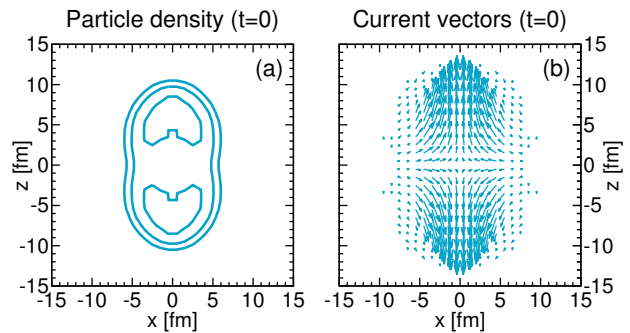 Particle density (t=0) Current vectors (t=0)
15 15
(a) (b)
10 10
5 5
z [fm] 0 0 z [fm]
-5 -5
-10 -10
-15 -15
-15 -10 -5 0 5 10 15 -15 -10 -5 0 5 10 15
x [fm] x [fm]